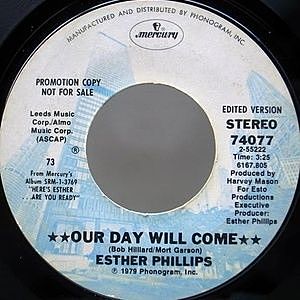 MANUFACTURED AND DISTRIBUTED BY PHONOGRAM, INC.
mercury
PROMOTION COPY
NOT FOR SALE
EDITED VERSION
STEREO
74077
2-55222
Time: 3:25
6167.805
Produced by
Harvey Mason
For Esto
Productions
Executive
Producer:
Esther Phillips
Leeds Music
Corp./Almo
Music Corp.
(ASCAP)
73
From Mercury's
Album SRM-1-3769
"HERE'S ESTHER
...ARE YOU READY"
★★OUR DAY WILL COME★★
(Bob Hilliard/Mort Garson)
ESTHER PHILLIPS
℗ 1979 Phonogram, Inc.